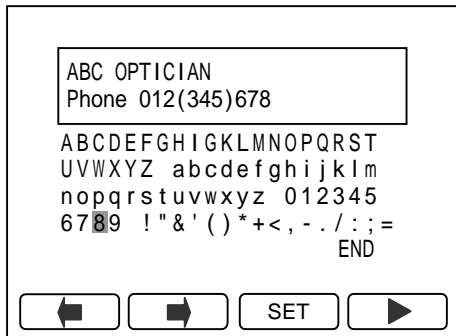 ABC OPTICIAN
Phone 012(345)678
ABCDEFGHIGKLMNOPQRST
UVWXYZ abcdefghijklm
nopqrstuvwxyz 012345
6789 !"&'()*+<,-./:;=
END
SET